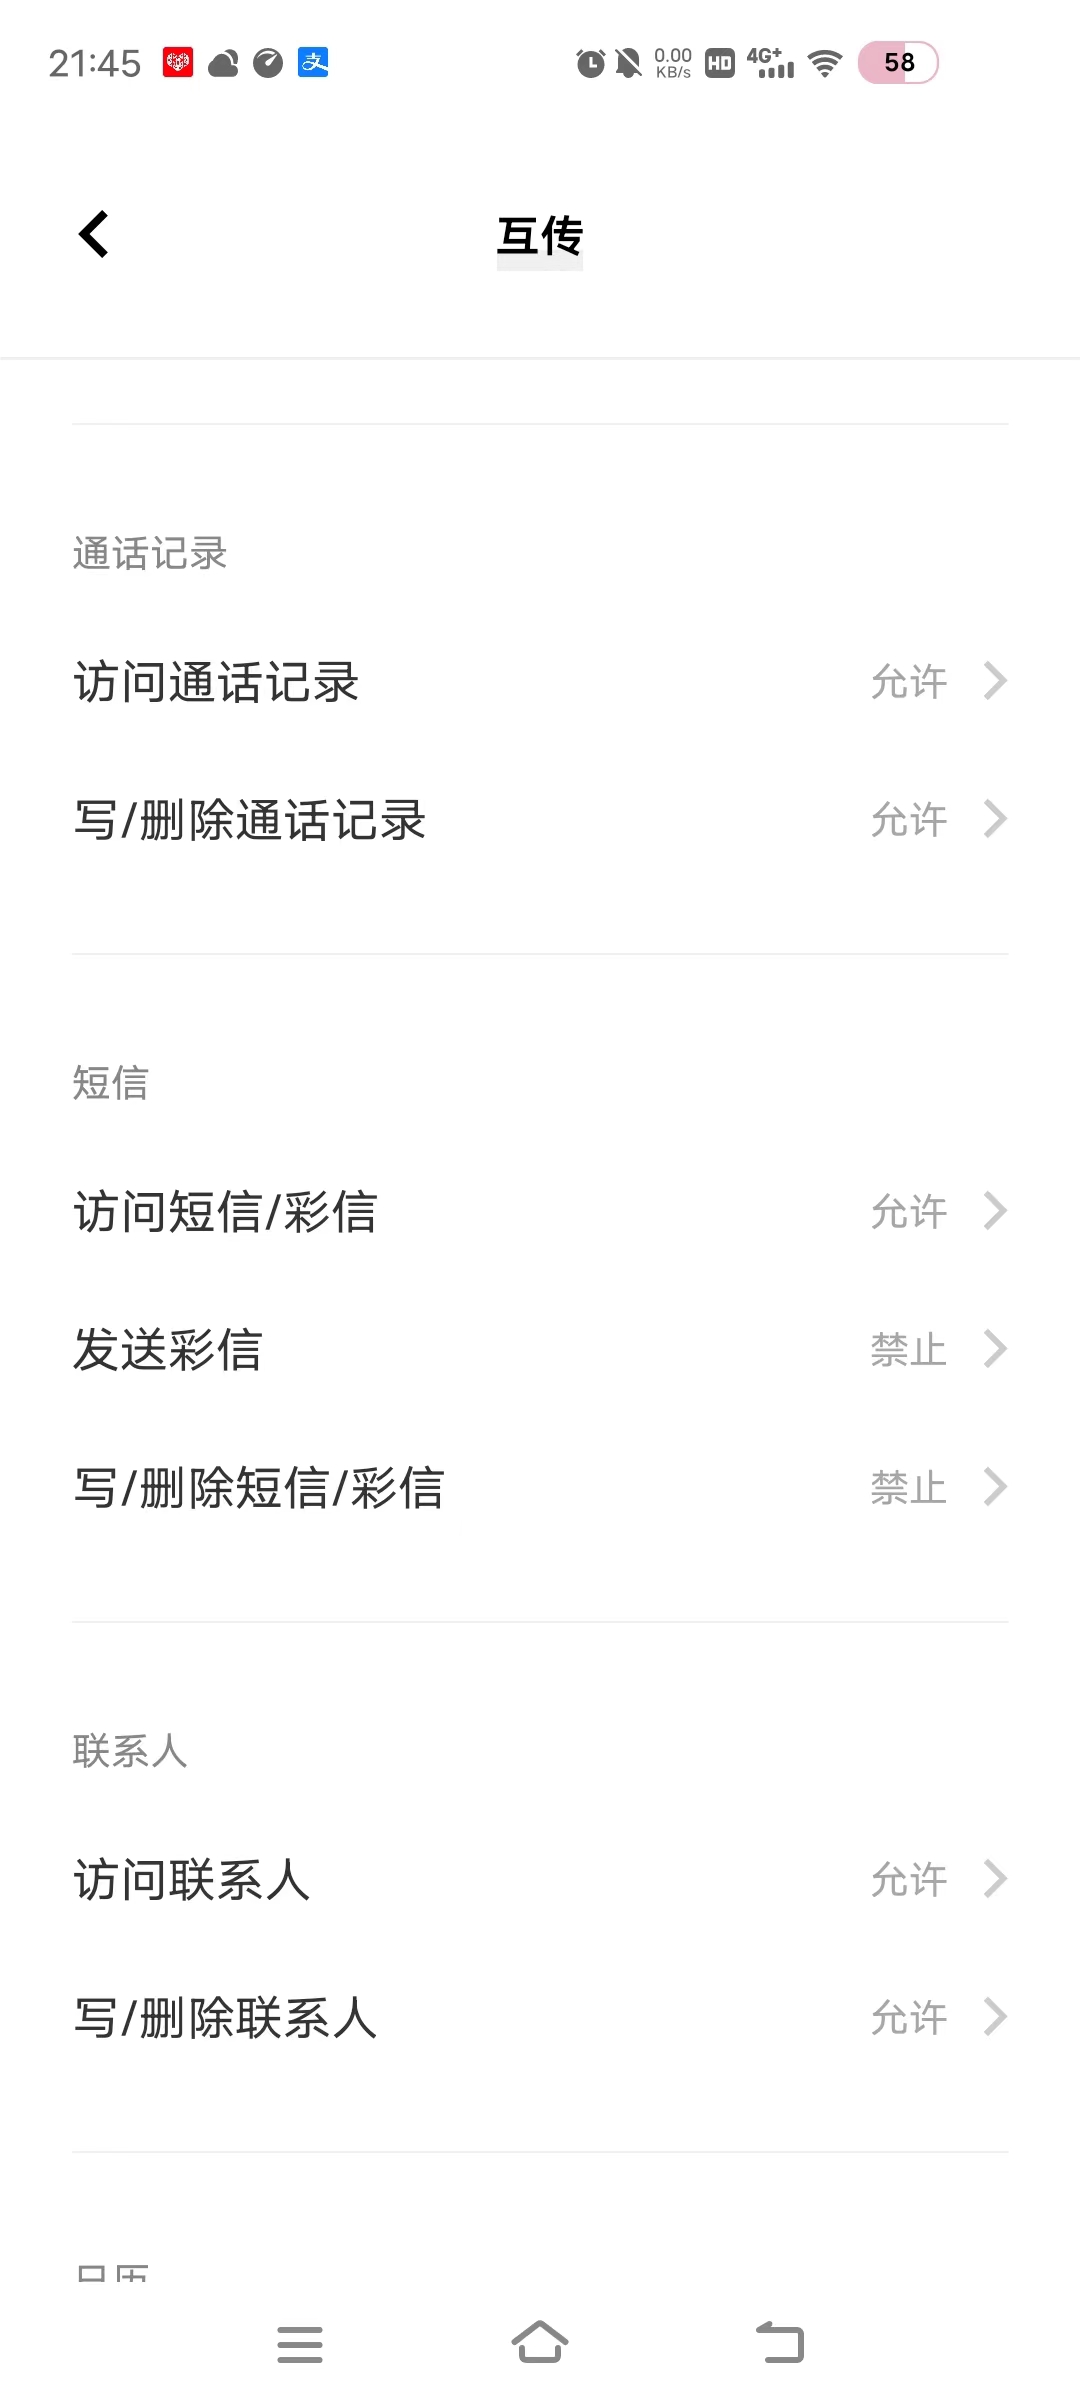 21:45 支 0.00 KB/s HD 4G+ 58
互传
通话记录
访问通话记录 允许
写/删除通话记录 允许
短信
访问短信/彩信 允许
发送彩信 禁止
写/删除短信/彩信 禁止
联系人
访问联系人 允许
写/删除联系人 允许
日历